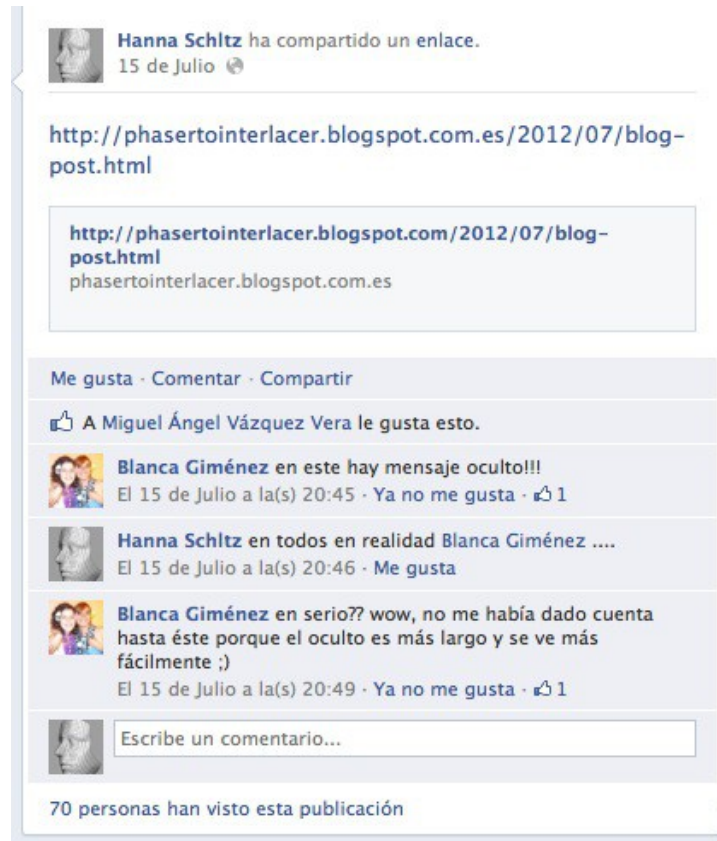 Hanna Schltz ha compartido un enlace.
15 de Julio
http://phasertointerlacer.blogspot.com.es/2012/07/blog-
post.html
http://phasertointerlacer.blogspot.com/2012/07/blog-
post.html
phasertointerlacer.blogspot.com.es
Me gusta · Comentar · Compartir
A Miguel Ángel Vázquez Vera le gusta esto.
Blanca Giménez en este hay mensaje oculto!!!
El 15 de Julio a la(s) 20:45 · Ya no me gusta · 1
Hanna Schltz en todos en realidad Blanca Giménez ....
El 15 de Julio a la(s) 20:46 · Me gusta
Blanca Giménez en serio?? wow, no me había dado cuenta
hasta éste porque el oculto es más largo y se ve más
fácilmente ;)
El 15 de Julio a la(s) 20:49 · Ya no me gusta · 1
Escribe un comentario...
70 personas han visto esta publicación